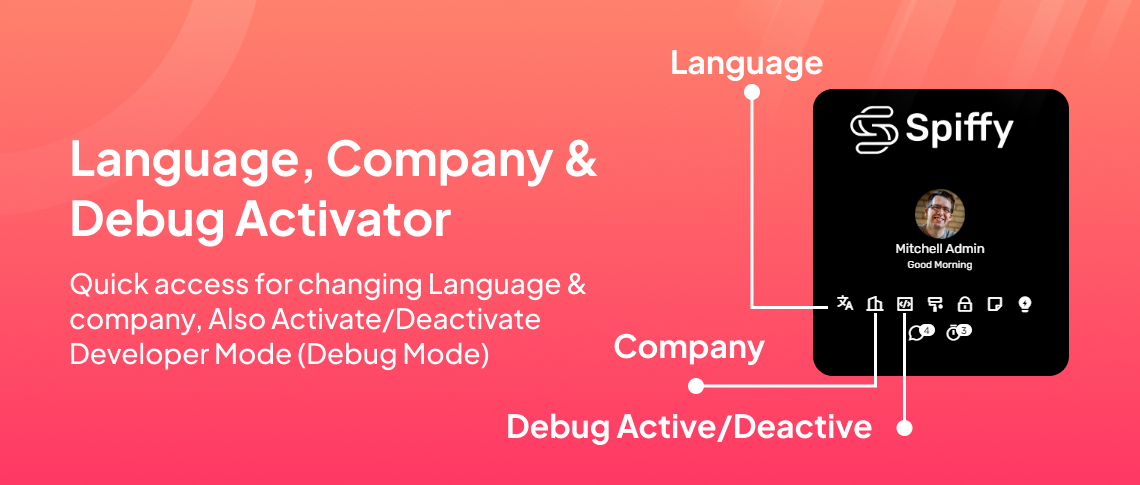 Language, Company &
Debug Activator
Quick access for changing Language &
company, Also Activate/Deactivate
Developer Mode (Debug Mode)
Language
Spiffy
Mitchell Admin
Good Morning
4
3
Company
Debug Active/Deactive